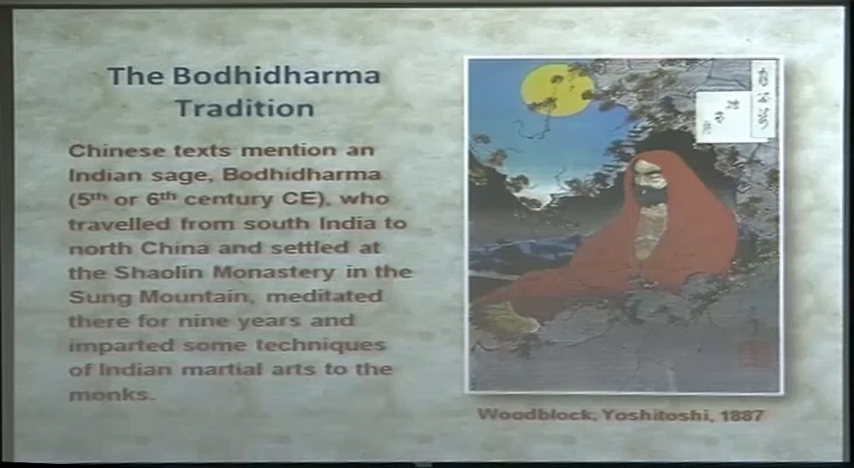 The Bodhidharma
Tradition
Chinese texts mention an
Indian sage, Bodhidharma
(5th or 6th century CE), who
travelled from south India to
north China and settled at
the Shaolin Monastery in the
Sung Mountain, meditated
there for nine years and
imparted some techniques
of Indian martial arts to the
monks.
Woodblock, Yoshitoshi, 1887